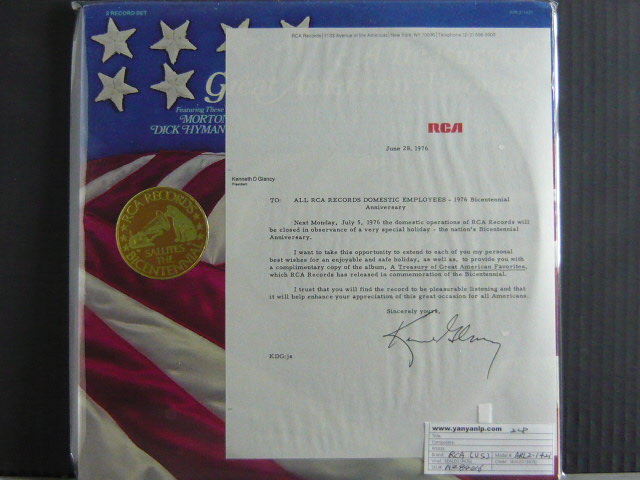 2 RECORD SET
RCA Records | 1133 Avenue of the Americas | New York, NY 10036 | Telephone (212) 598-5900
Great American
Featuring These
MORTON
DICK HYMAN
RCA
June 28, 1976
Kenneth D Glancy
President
TO: ALL RCA RECORDS DOMESTIC EMPLOYEES - 1976 Bicentennial
Anniversary
Next Monday, July 5, 1976 the domestic operations of RCA Records will
be closed in observance of a very special holiday - the nation's Bicentennial
Anniversary.
I want to take this opportunity to extend to each of you my personal
best wishes for an enjoyable and safe holiday, as well as, to provide you with
a complimentary copy of the album, A Treasury of Great American Favorites,
which RCA Records has released in commemoration of the Bicentennial.
I trust that you will find the record to be pleasurable listening and that
it will help enhance your appreciation of this great occasion for all Americans.
Sincerely yours,
KDG:js
RCA RECORDS
SALUTES
THE
BICENTENNIAL
www.yanyanlp.com
Title:
RCA (US)
ARL2-1421